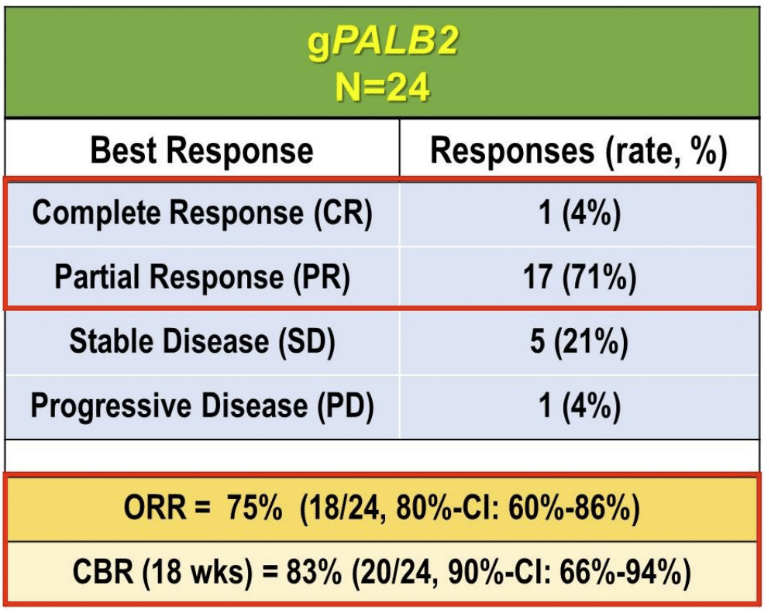 gPALB2
N=24
Best Response Responses (rate, %)
Complete Response (CR) 1 (4%)
Partial Response (PR) 17 (71%)
Stable Disease (SD) 5 (21%)
Progressive Disease (PD) 1 (4%)
ORR = 75% (18/24, 80%-CI: 60%-86%)
CBR (18 wks) = 83% (20/24, 90%-CI: 66%-94%)